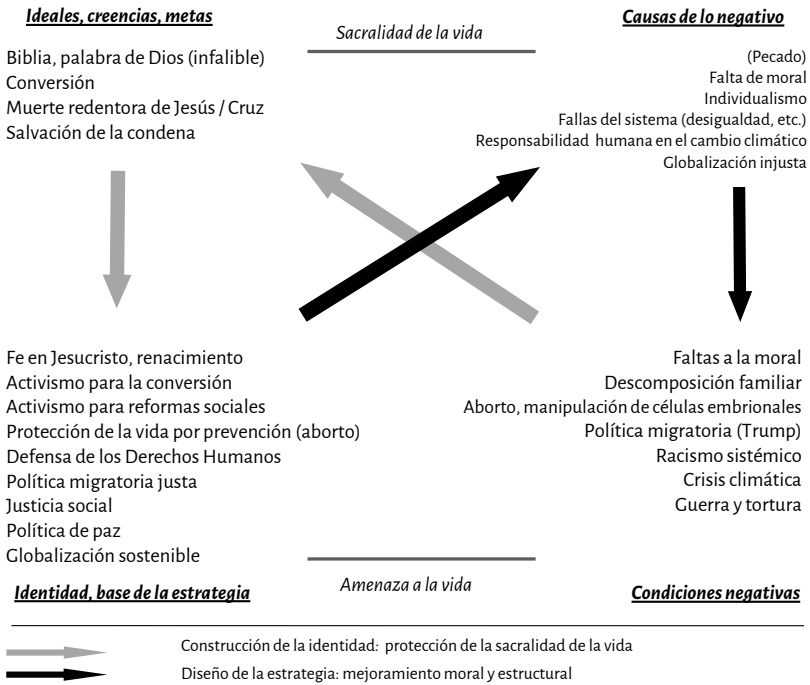 Ideales, creencias, metas
Biblia, palabra de Dios (infalible)
Conversión
Muerte redentora de Jesús / Cruz
Salvación de la condena
Sacralidad de la vida
Causas de lo negativo
(Pecado)
Falta de moral
Individualismo
Fallas del sistema (desigualdad, etc.)
Responsabilidad humana en el cambio climático
Globalización injusta
Fe en Jesucristo, renacimiento
Activismo para la conversión
Activismo para reformas sociales
Protección de la vida por prevención (aborto)
Defensa de los Derechos Humanos
Política migratoria justa
Justicia social
Política de paz
Globalización sostenible
Identidad, base de la estrategia
Amenaza a la vida
Faltas a la moral
Descomposición familiar
Aborto, manipulación de células embrionales
Política migratoria (Trump)
Racismo sistémico
Crisis climática
Guerra y tortura
Condiciones negativas
Construcción de la identidad: protección de la sacralidad de la vida
Diseño de la estrategia: mejoramiento moral y estructural